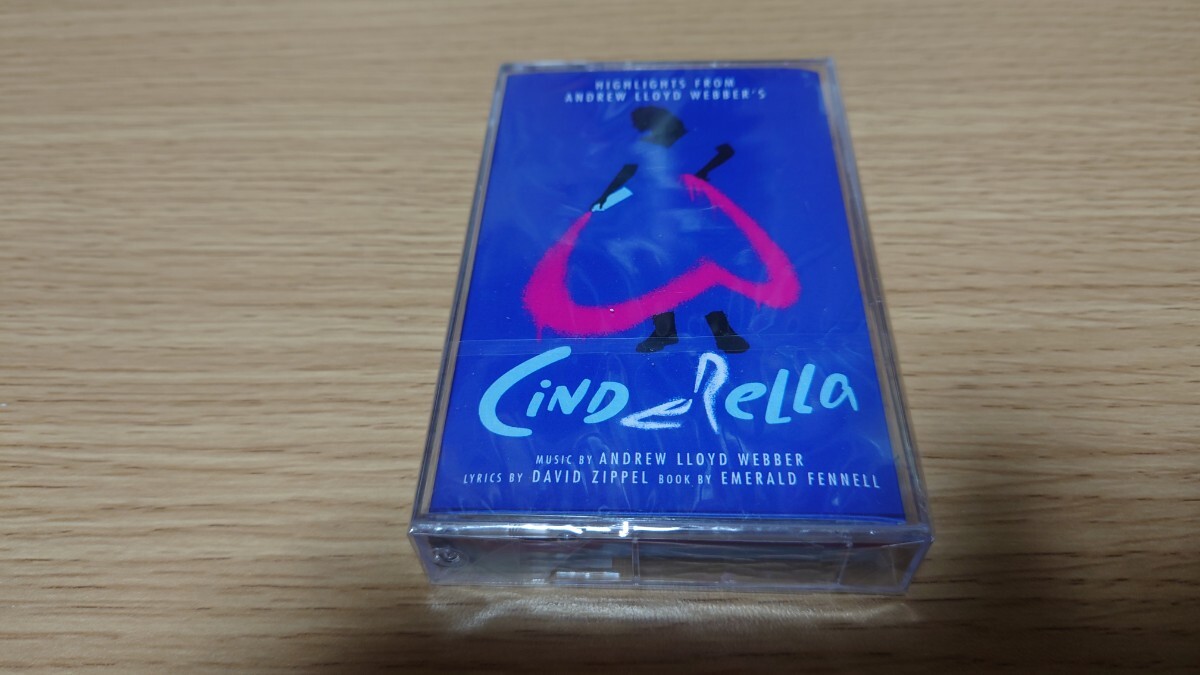 HIGHLIGHTS FROM
ANDREW LLOYD WEBBER'S
CiNDeRella
MUSIC BY ANDREW LLOYD WEBBER
LYRICS BY DAVID ZIPPEL BOOK BY EMERALD FENNELL